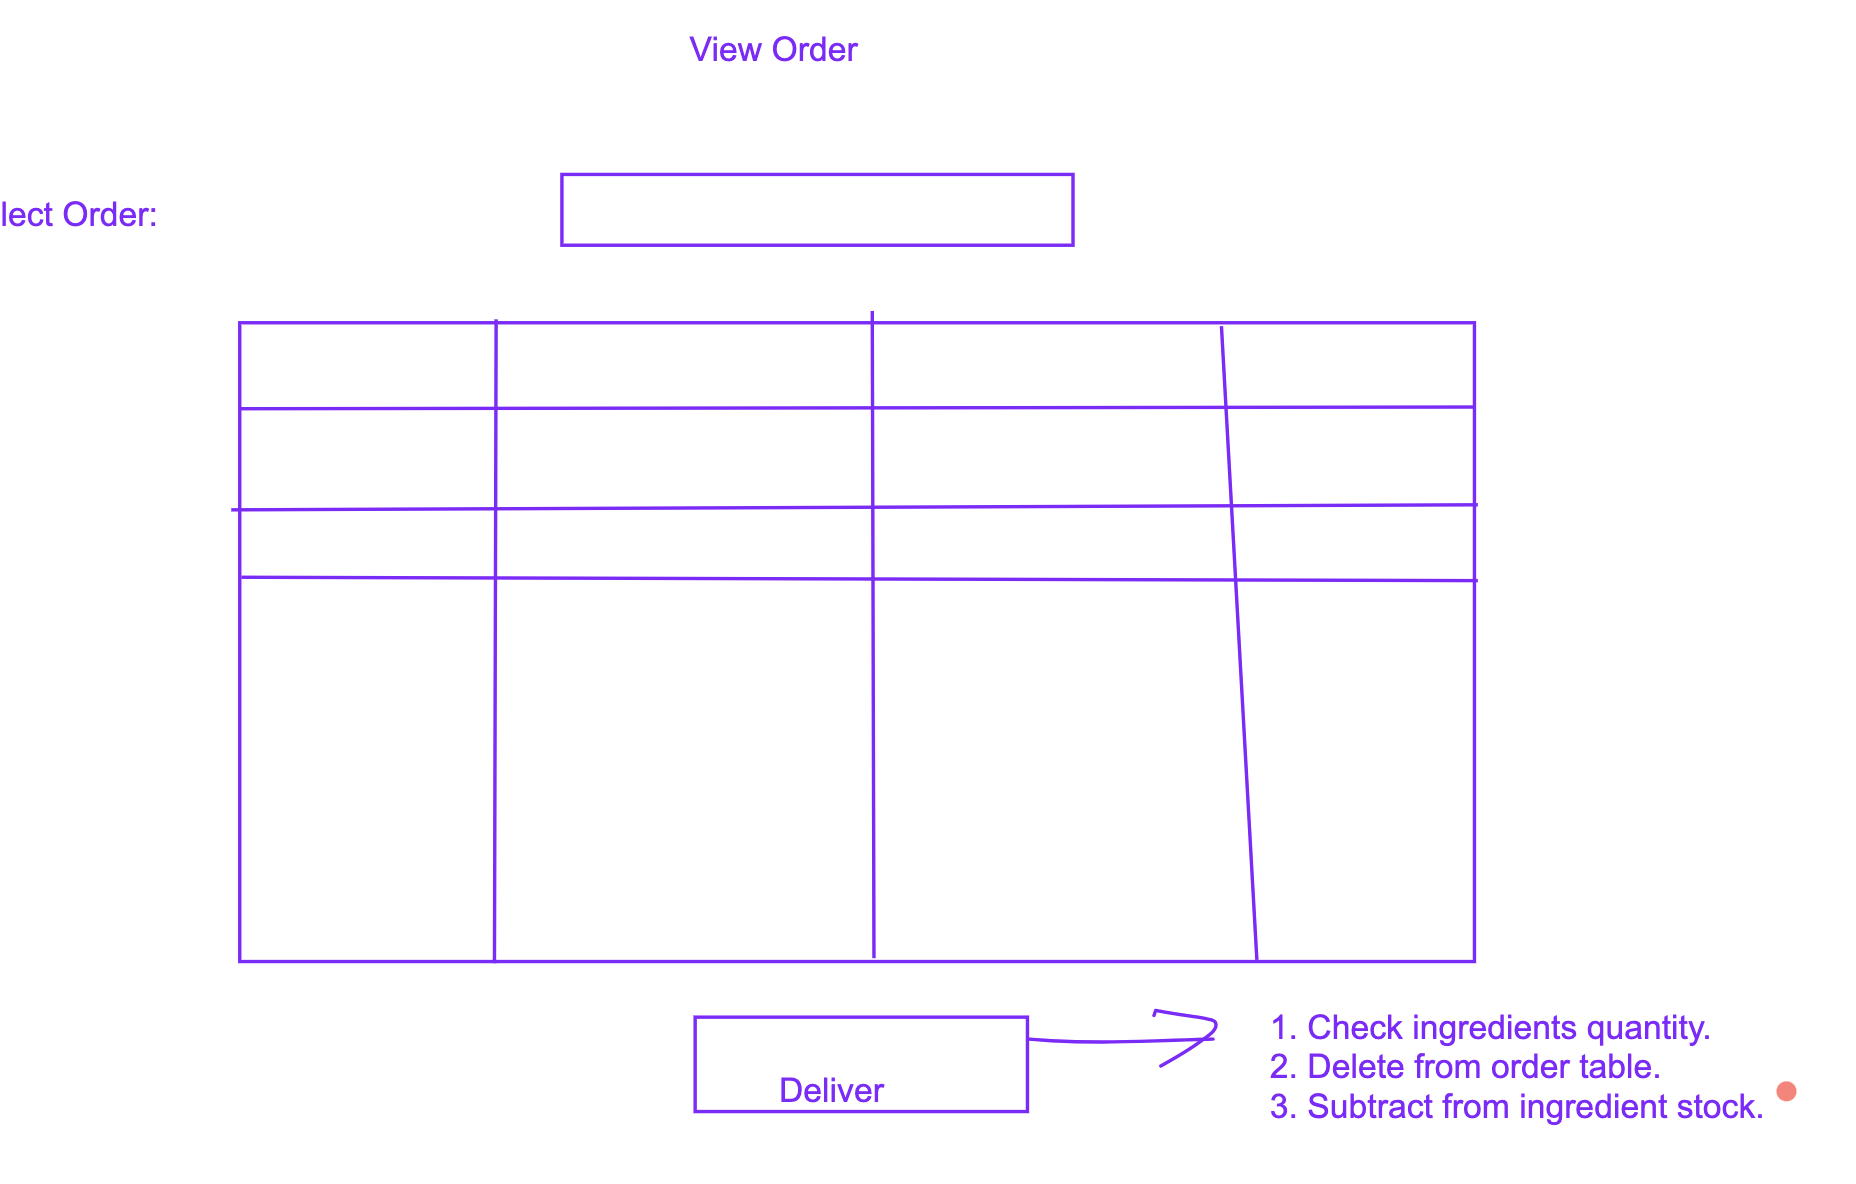 View Order
lect Order:
Deliver
1. Check ingredients quantity.
2. Delete from order table.
3. Subtract from ingredient stock.